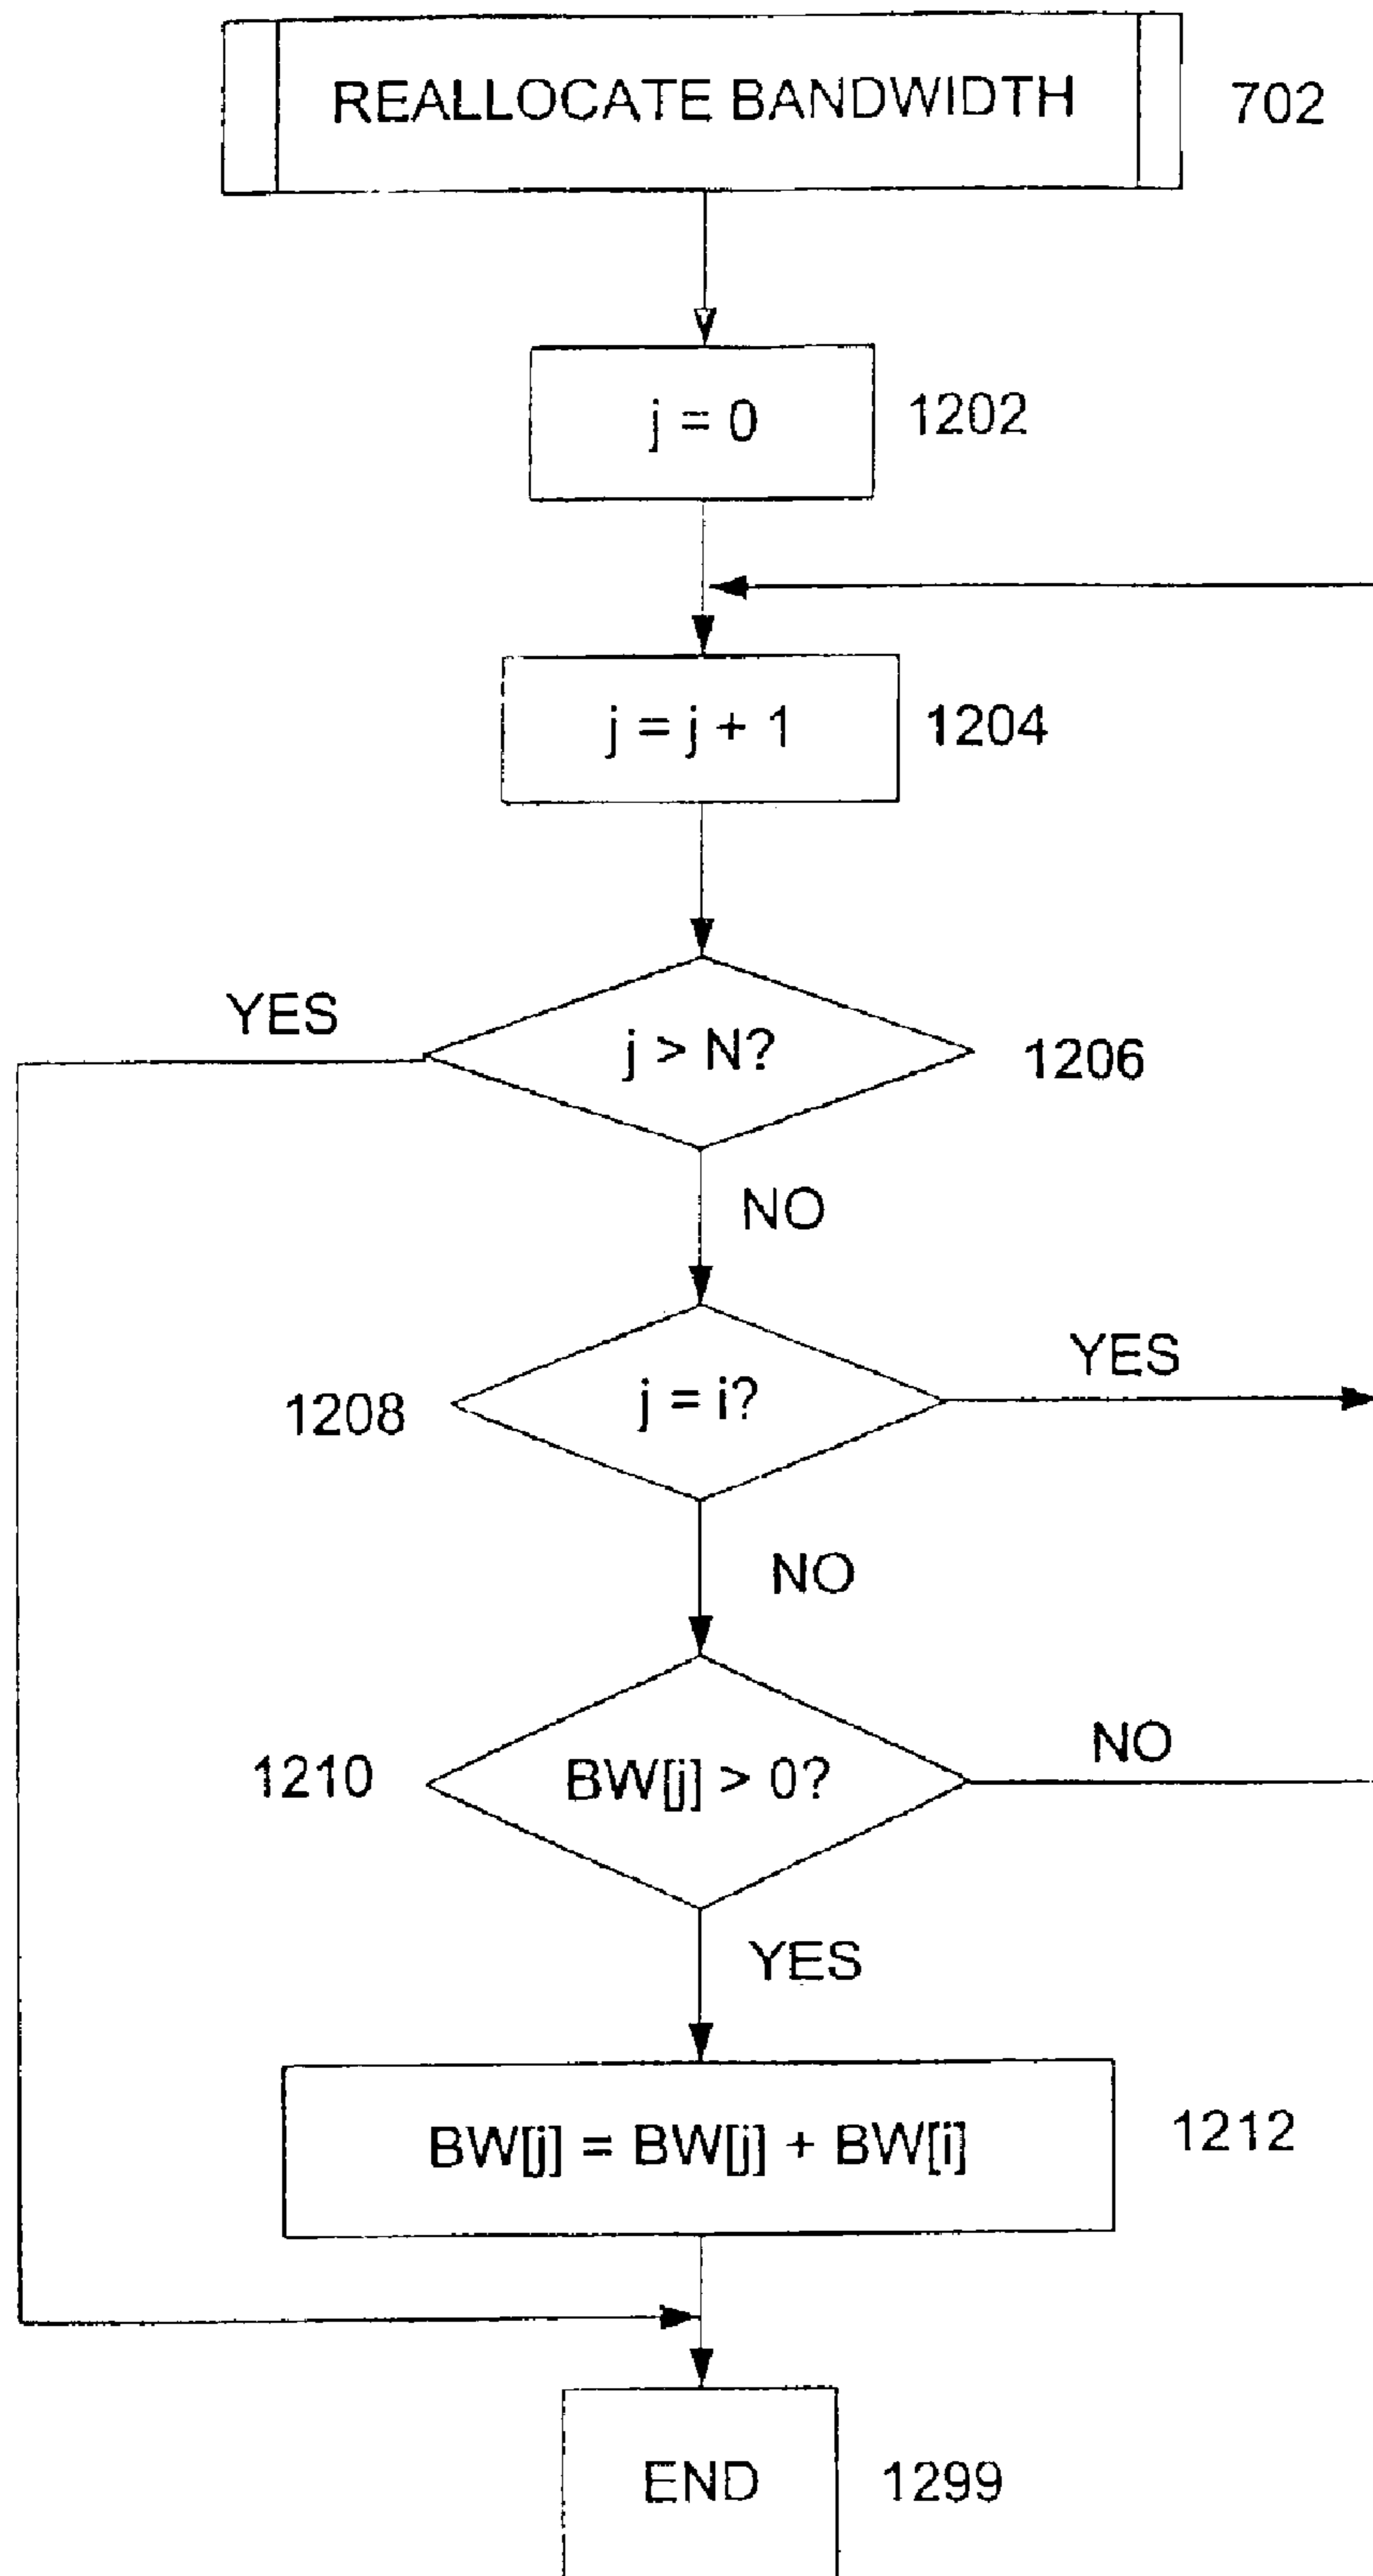 REALLOCATE BANDWIDTH 702
j = 0 1202
j = j + 1 1204
YES
j > N? 1206
NO
YES
1208 j = i?
NO
NO
1210 BW[j] > 0?
YES
BW[j] = BW[j] + BW[i] 1212
END 1299